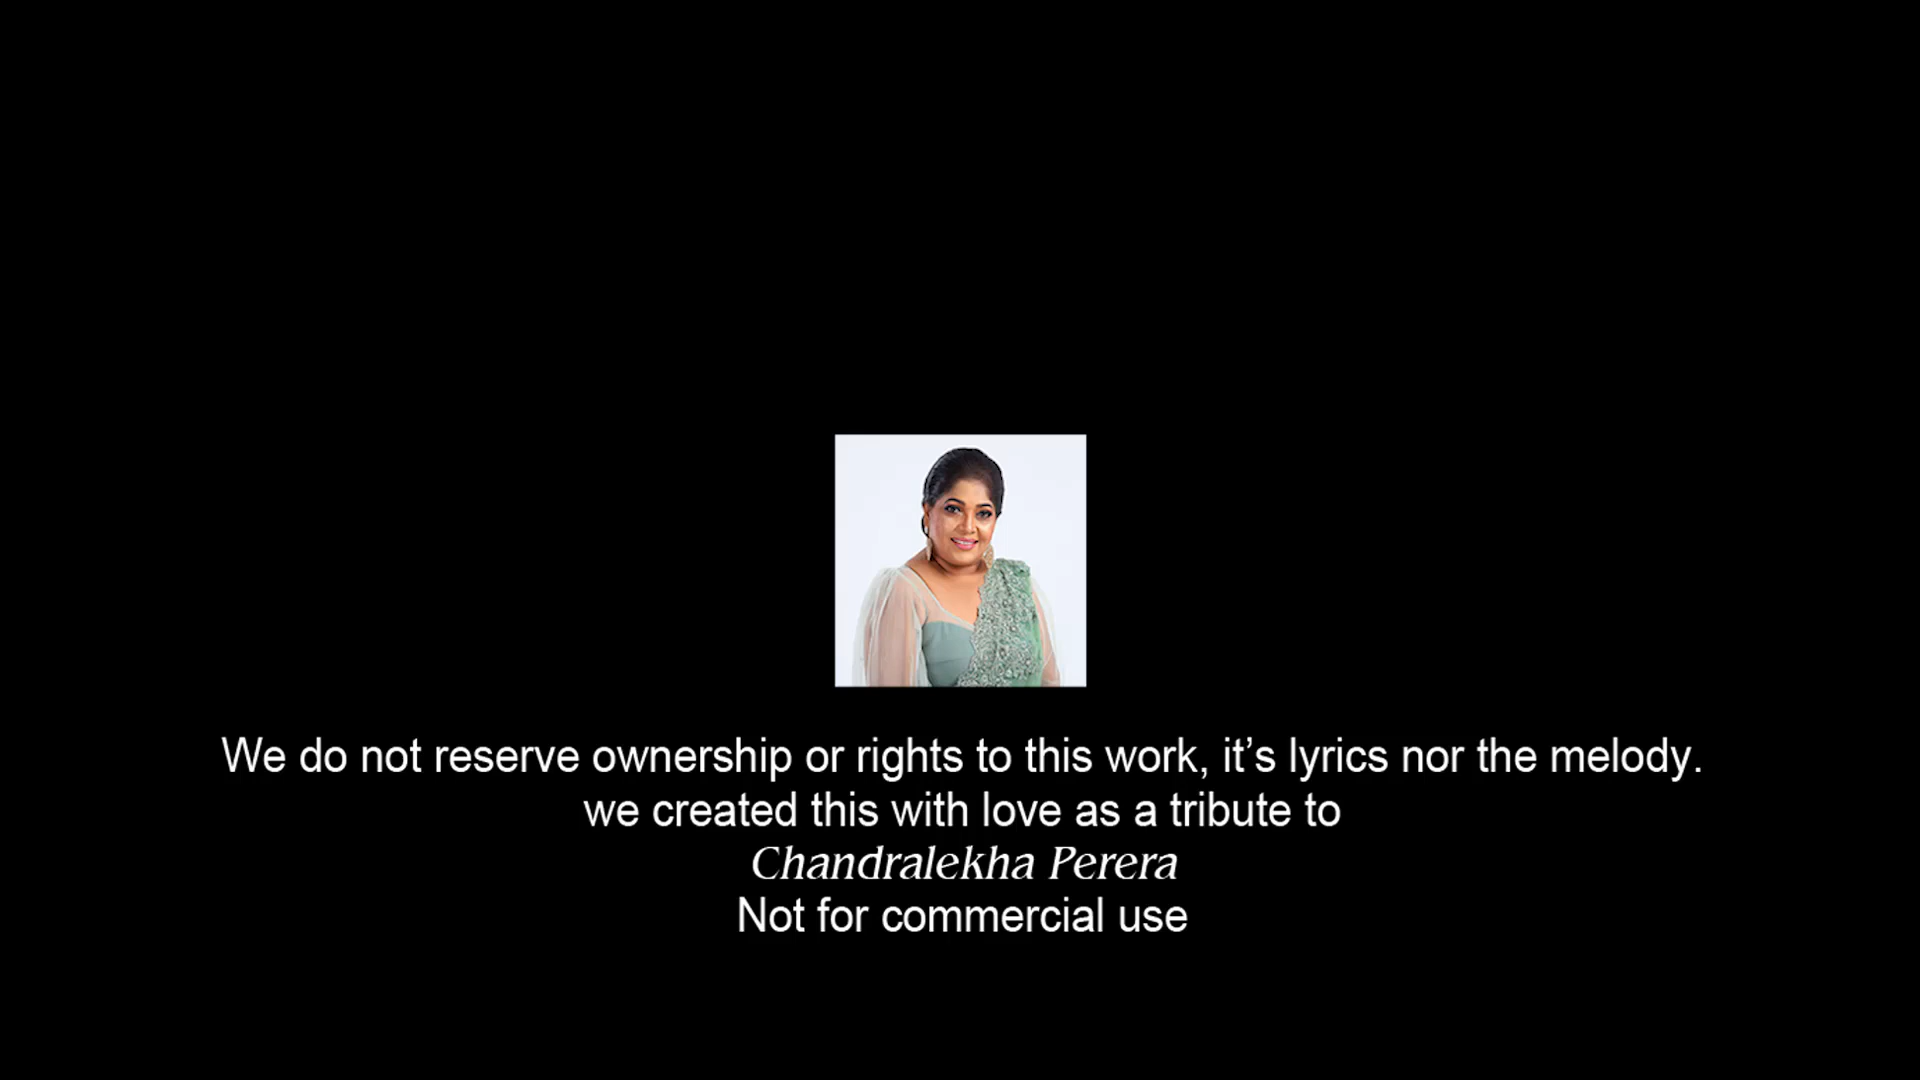 We do not reserve ownership or rights to this work, it’s lyrics nor the melody.
we created this with love as a tribute to
Chandralekha Perera
Not for commercial use